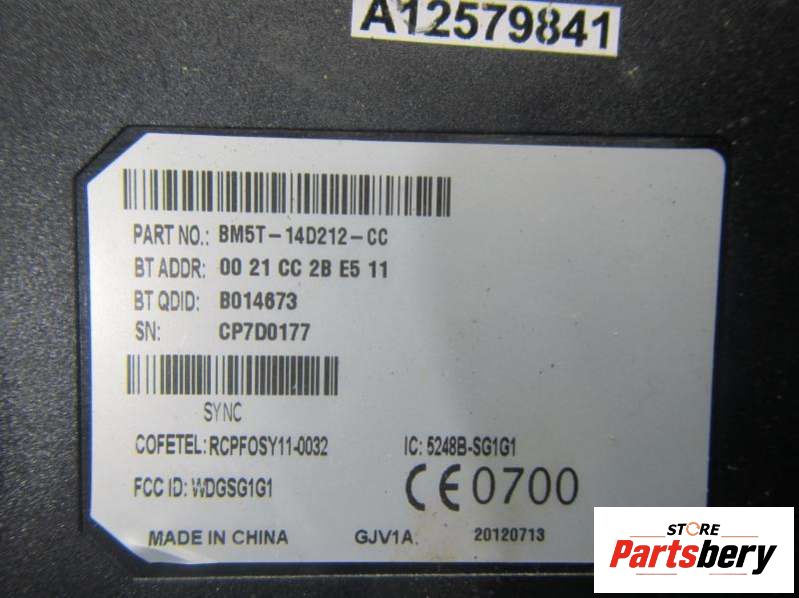 A12579841
PART NO.: BM5T-14D212-CC
BT ADDR: 00 21 CC 2B E5 11
BT QDID: B014673
SN: CP7D0177
SYNC
COFETEL: RCPFOSY11-0032 IC: 5248B-SG1G1
FCC ID: WDGSG1G1 CE 0700
MADE IN CHINA GJV1A 20120713
STORE
Partsbery